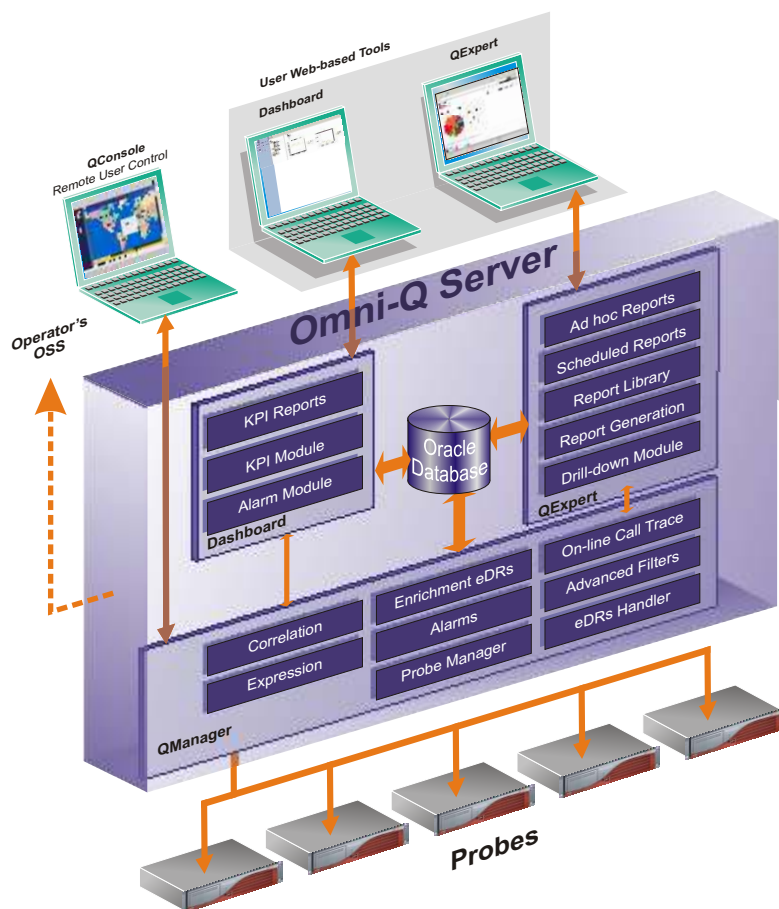 User Web-based Tools
QExpert
Dashboard
QConsole
Remote User Control
Operator's
OSS
Omni-Q Server
KPI Reports
KPI Module
Alarm Module
Dashboard
Oracle
Database
Ad hoc Reports
Scheduled Reports
Report Library
Report Generation
Drill-down Module
QExpert
Correlation
Expression
Enrichment eDRs
Alarms
Probe Manager
On-line Call Trace
Advanced Filters
eDRs Handler
QManager
Probes